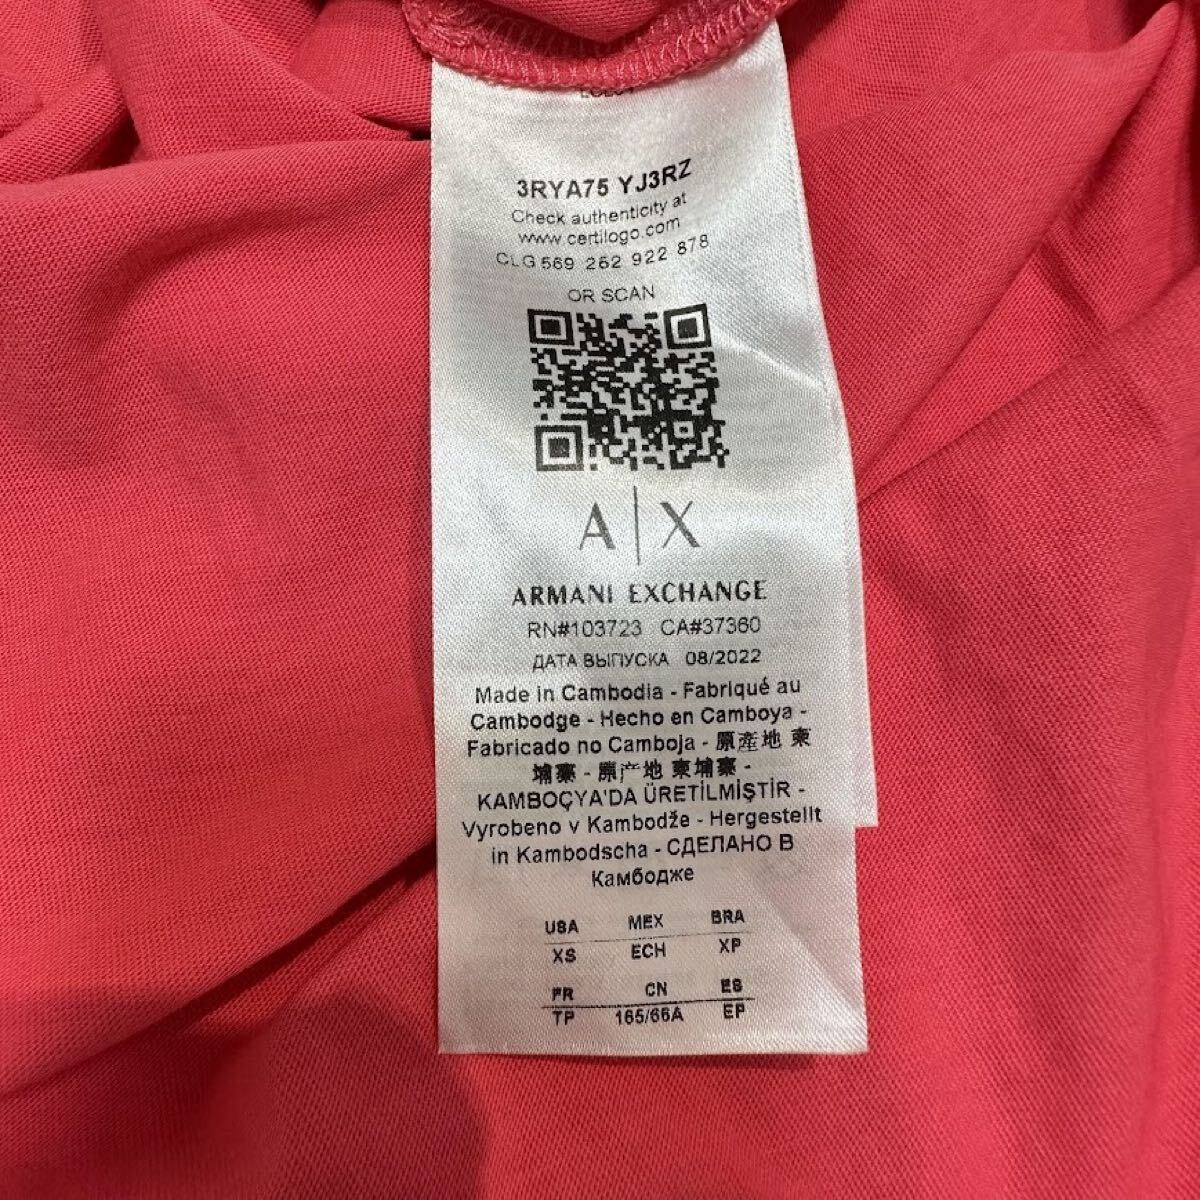 3RYA75 YJ3RZ
Check authenticity at
www.certilogo.com
CLG 569 262 922 878
OR SCAN
A|X
ARMANI EXCHANGE
RN#103723 CA#37360
ДАТА ВЫПУСКА 08/2022
Made in Cambodia - Fabriqué au
Cambodge - Hecho en Camboya -
Fabricado no Camboja - 原產地 柬
埔寨 - 原产地 柬埔寨 -
KAMBOÇYA'DA ÜRETİLMİŞTİR -
Vyrobeno v Kambodže - Hergestellt
in Kambodscha - СДЕЛАНО В
Камбодже
USA MEX BRA
XS ECH XP
FR CN ES
TP 165/66A EP